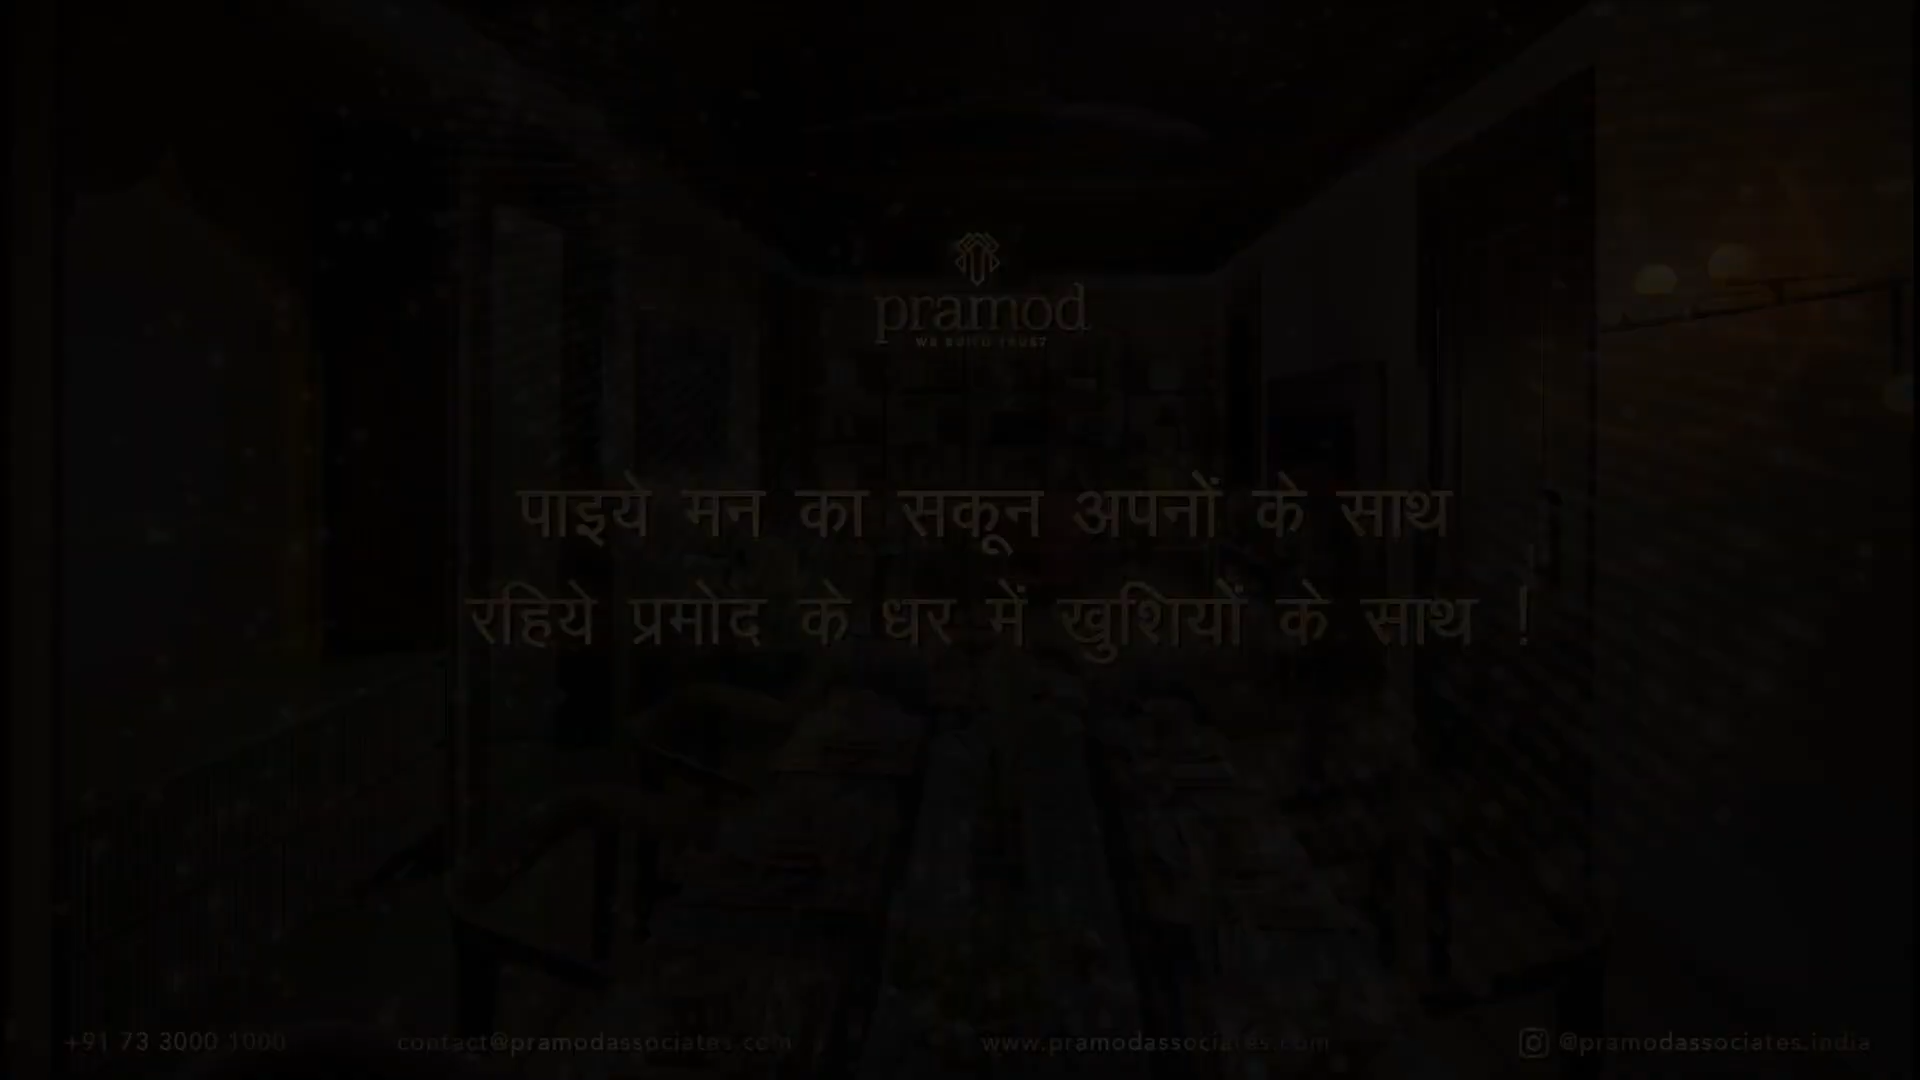 pramod
WE BUILD TRUST
पाइये मन का सकून अपनों के साथ
रहिये प्रमोद के धर में खुशियों के साथ !
+91 73 3000 1000
contact@pramodassociates.com
www.pramodassociates.com
@pramodassociates.india